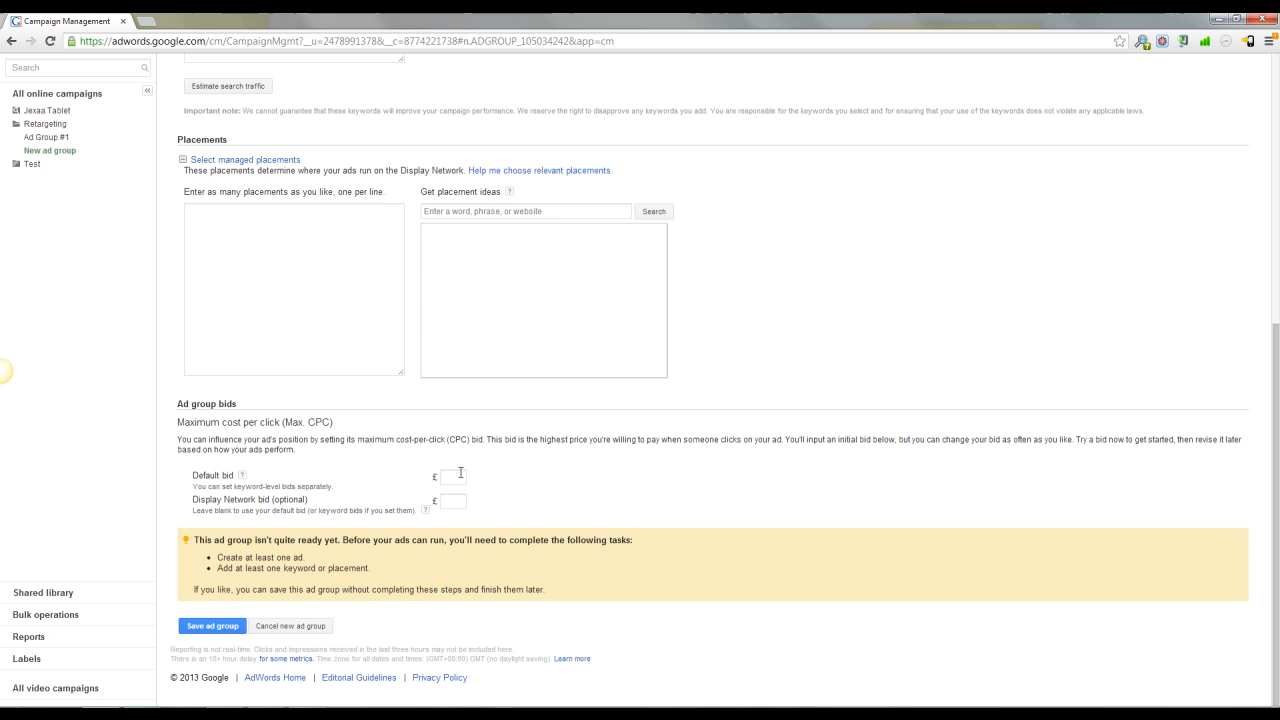 Campaign Management
https://adwords.google.com/cm/CampaignMgmt?__u=2478991378&__c=8774221738#n.ADGROUP_105034242&app=cm
Search
All online campaigns
Jexaa Tablet
Retargeting
Ad Group #1
New ad group
Test
Shared library
Bulk operations
Reports
Labels
All video campaigns
Estimate search traffic
Important note: We cannot guarantee that these keywords will improve your campaign performance. We reserve the right to disapprove any keywords you add. You are responsible for the keywords you select and for ensuring that your use of the keywords does not violate any applicable laws.
Placements
Select managed placements
These placements determine where your ads run on the Display Network. Help me choose relevant placements.
Enter as many placements as you like, one per line.
Get placement ideas ?
Enter a word, phrase, or website
Search
Ad group bids
Maximum cost per click (Max. CPC)
You can influence your ad's position by setting its maximum cost-per-click (CPC) bid. This bid is the highest price you're willing to pay when someone clicks on your ad. You'll input an initial bid below, but you can change your bid as often as you like. Try a bid now to get started, then revise it later
based on how your ads perform.
Default bid ? £
You can set keyword-level bids separately.
Display Network bid (optional) £
Leave blank to use your default bid (or keyword bids if you set them). ?
This ad group isn't quite ready yet. Before your ads can run, you'll need to complete the following tasks:
• Create at least one ad.
• Add at least one keyword or placement.
If you like, you can save this ad group without completing these steps and finish them later.
Save ad group
Cancel new ad group
Reporting is not real-time. Clicks and impressions received in the last three hours may not be included here.
There is an 18+ hour delay for some metrics. Time zone for all dates and times: (GMT+00:00) GMT (no daylight saving). Learn more
© 2013 Google | AdWords Home | Editorial Guidelines | Privacy Policy